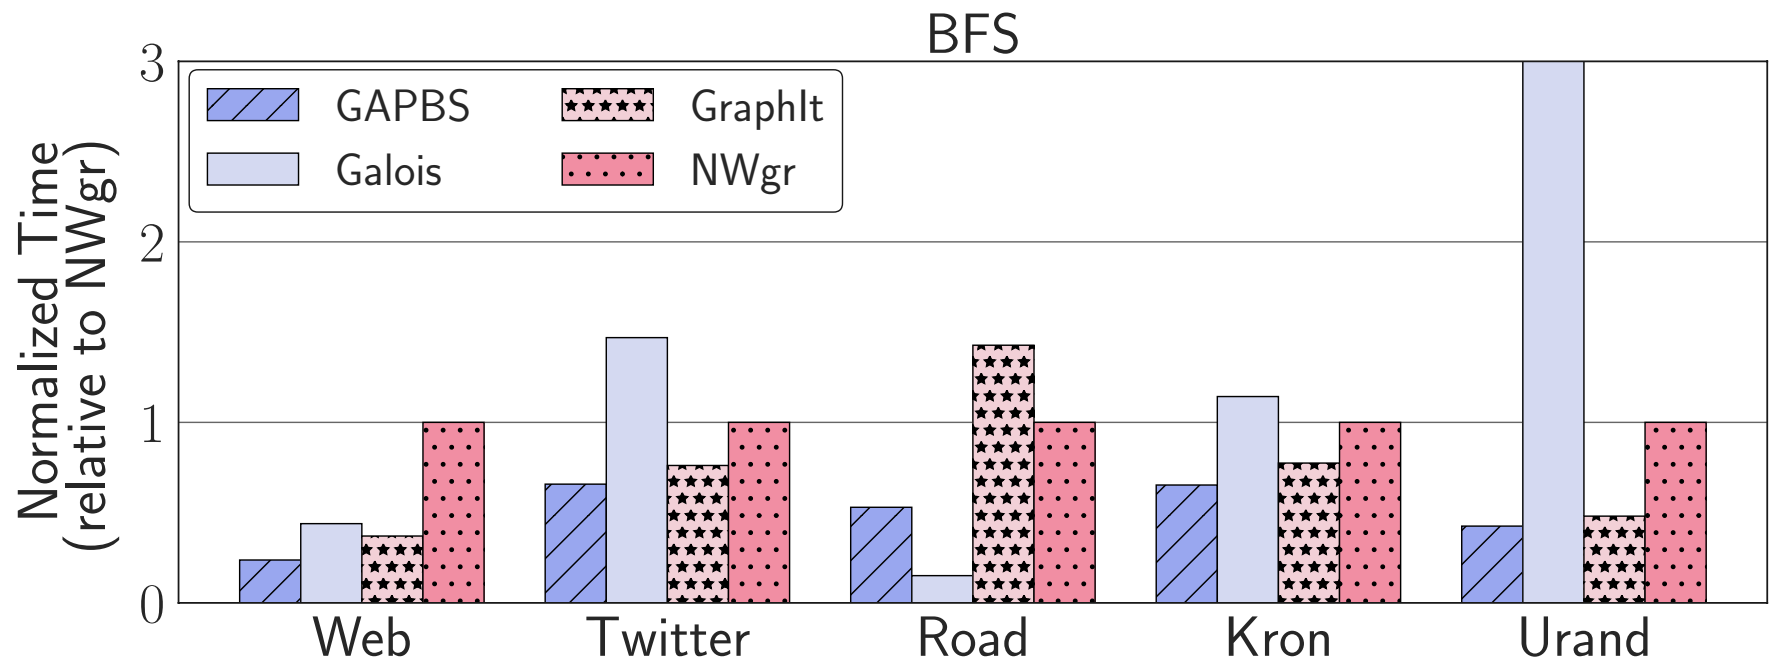 BFS
Normalized Time
(relative to NWgr)
3
2
1
0
GAPBS
Galois
GraphIt
NWgr
Web
Twitter
Road
Kron
Urand